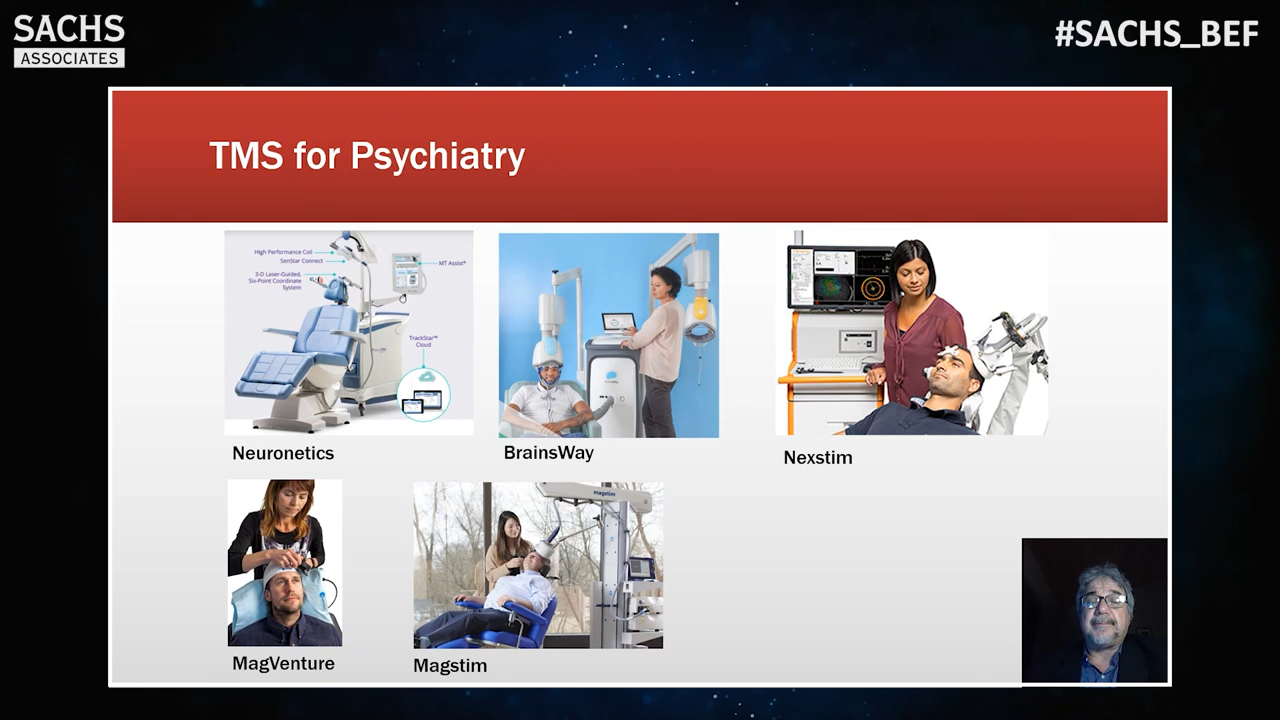 SACHS
ASSOCIATES
#SACHS_BEF
TMS for Psychiatry
High Performance Coil
SenStar Connect
3-D Laser-Guided,
Six-Point Coordinate
System
MT Assist®
TrackStar™
Cloud
Neuronetics
BrainsWay
Nexstim
magstim
MagVenture
Magstim